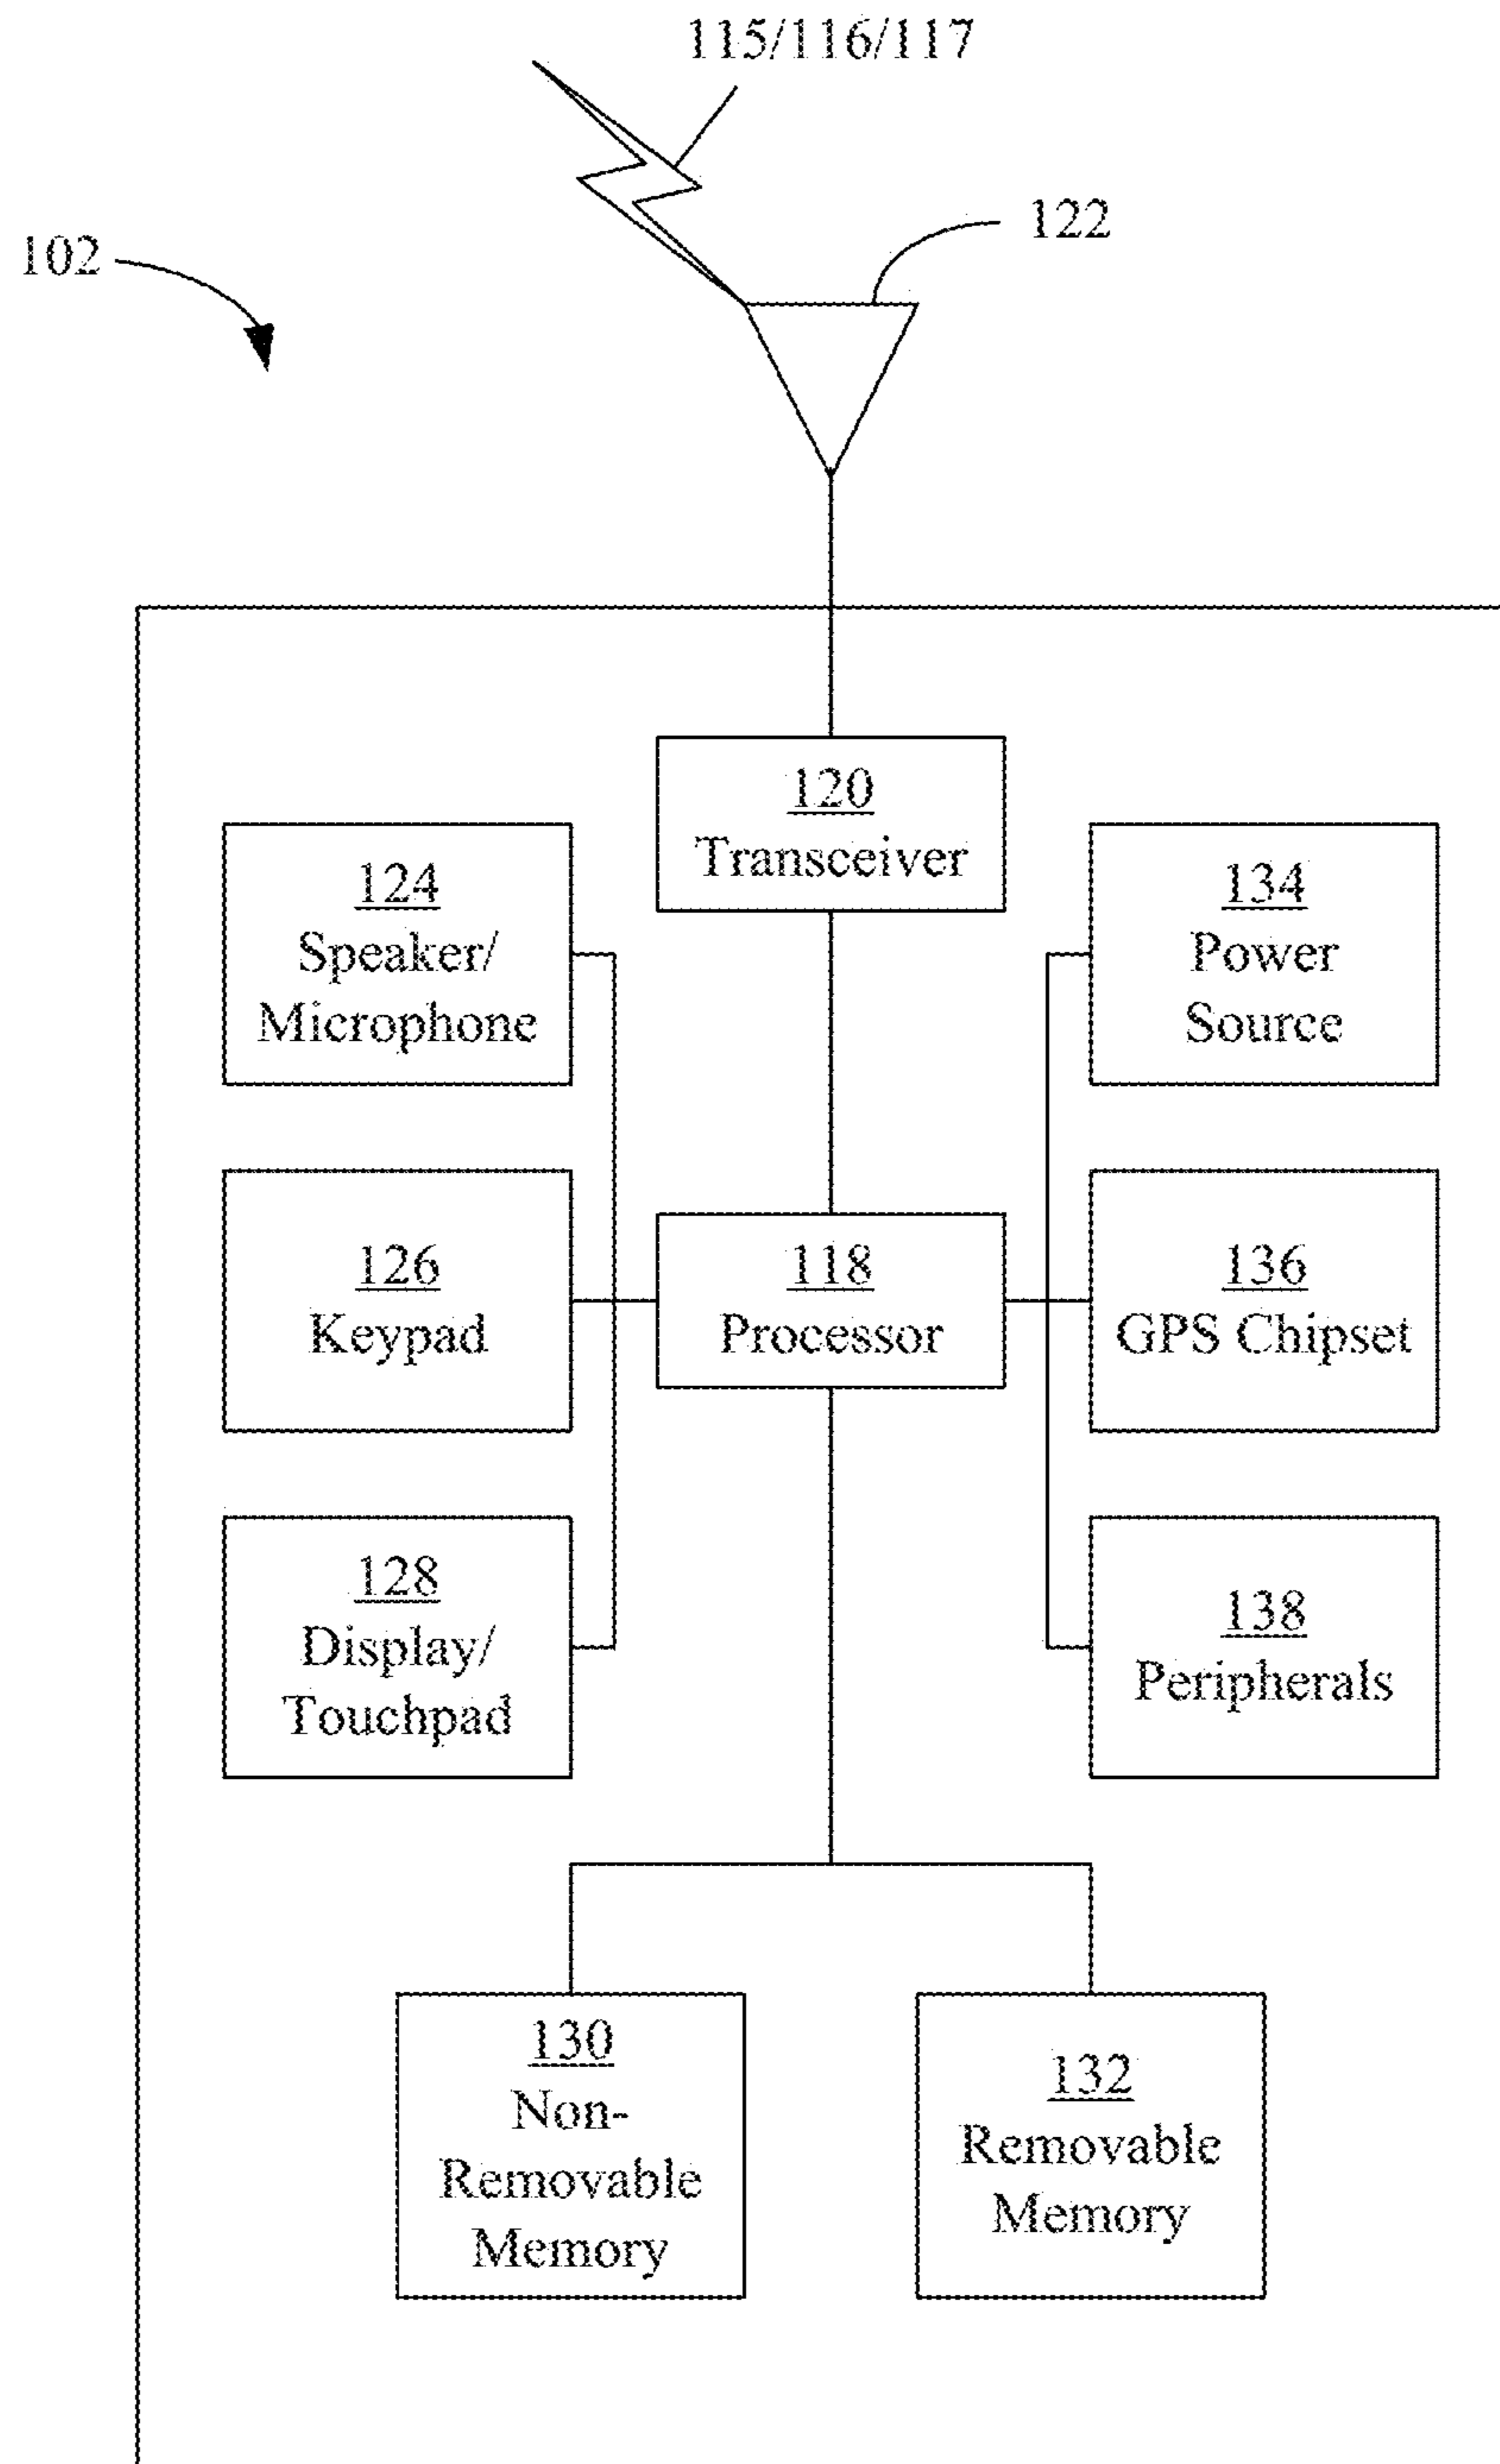 115/116/117
122
102
120
Transceiver
124
Speaker/
Microphone
134
Power
Source
126
Keypad
118
Processor
136
GPS Chipset
128
Display/
Touchpad
138
Peripherals
130
Non-
Removable
Memory
132
Removable
Memory